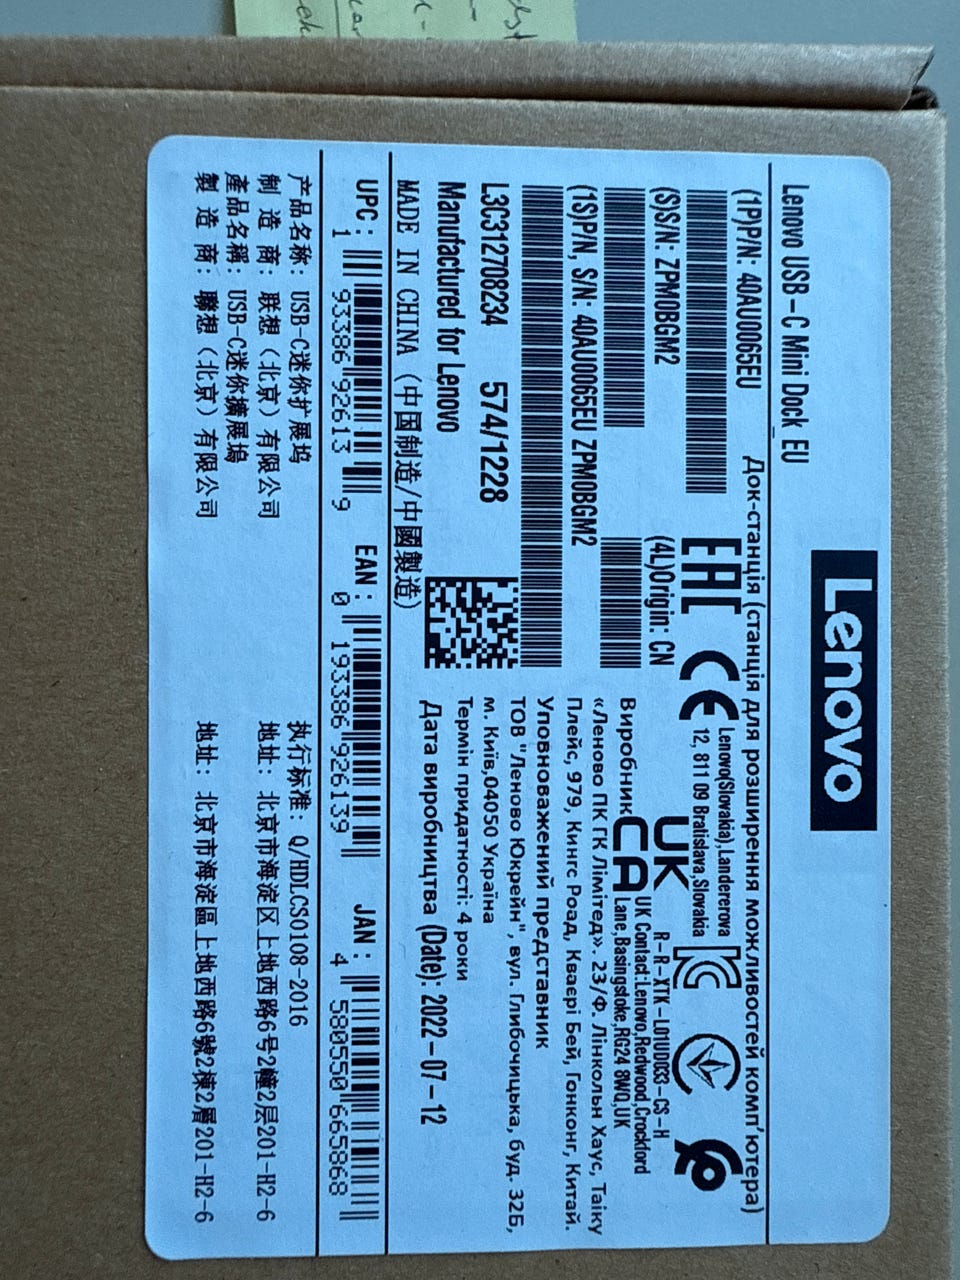 Lenovo
Lenovo USB-C Mini Dock_EU
Док-станція (станція для розширення можливостей комп'ютера)
(1P)P/N: 40AU0065EU
(S)S/N: ZPM0BGM2
(4L)Origin: CN
(1S)P/N, S/N: 40AU0065EU ZPM0BGM2
L3C312708234 574/1228
Manufactured for Lenovo
MADE IN CHINA (中国制造/中國製造)
EAC
CE
Lenovo(Slovakia),Landererova
12, 811 09 Bratislava,Slovakia
UK
CA
R-R-XTK-L01UD033-CS-H
UK Contact:Lenovo,Redwood,Crockford
Lane,Basingstoke,RG24 8WQ,UK
Виробник
«Леново ПК ГК Лімітед». 23/Ф, Лінкольн Хаус, Таіку
Плейс, 979, Кингс Роад, Кваєрі Бей, Гонконг, Китай.
Уповноважений представник
ТОВ "Леново Юкрейн", вул. Глибочицька, буд. 32Б,
м. Київ,04050 Україна
Термін придатності: 4 роки
Дата виробництва (Date): 2022-07-12
UPC: 1 93386 92613 9
EAN: 0 193386 926139
JAN: 4 580550 665868
产品名称: USB-C迷你扩展坞
执行标准: Q/HDLCS0108-2016
制造商: 联想（北京）有限公司
地址: 北京市海淀区上地西路6号2幢2层201-H2-6
產品名稱: USB-C迷你擴展塢
製造商: 聯想（北京）有限公司
地址: 北京市海淀區上地西路6號2棟2層201-H2-6